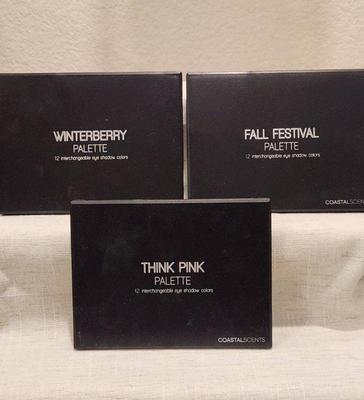 WINTERBERRY
PALETTE
12 interchangeable eye shadow colors
FALL FESTIVAL
PALETTE
12 interchangeable eye shadow colors
COASTALSCENTS
THINK PINK
PALETTE
12 interchangeable eye shadow colors
COASTALSCENTS